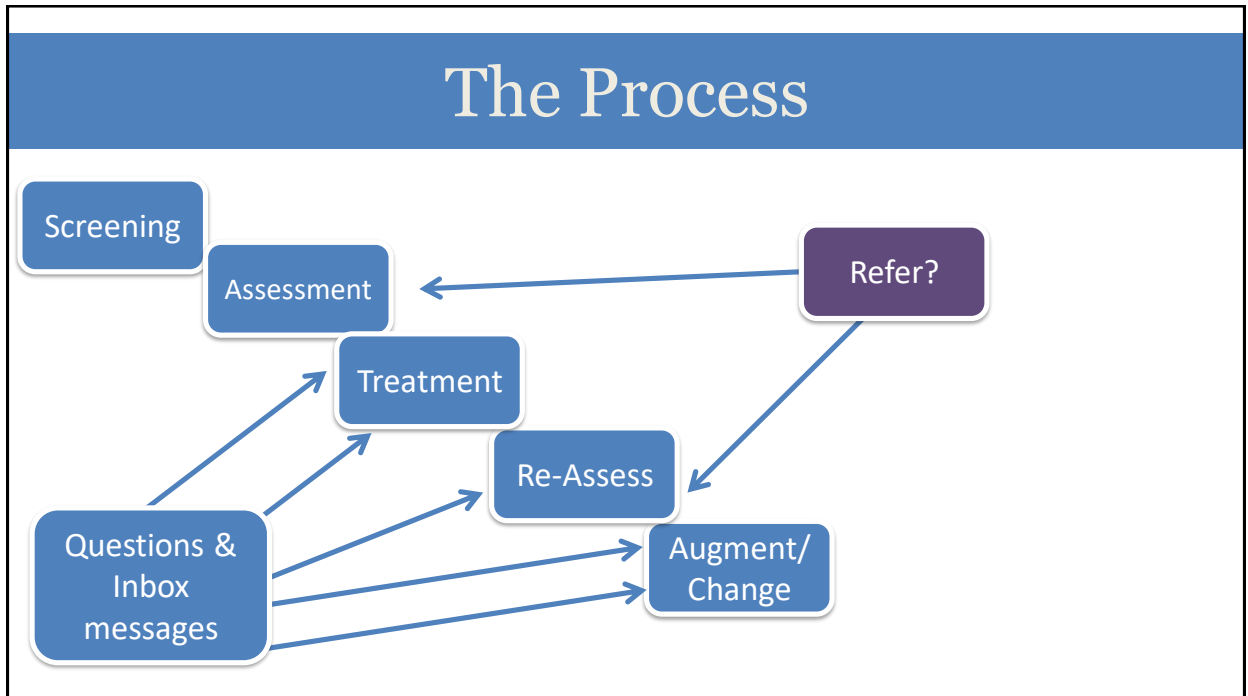 The Process
Screening
Assessment
Refer?
Treatment
Re-Assess
Questions &
Inbox
messages
Augment/
Change